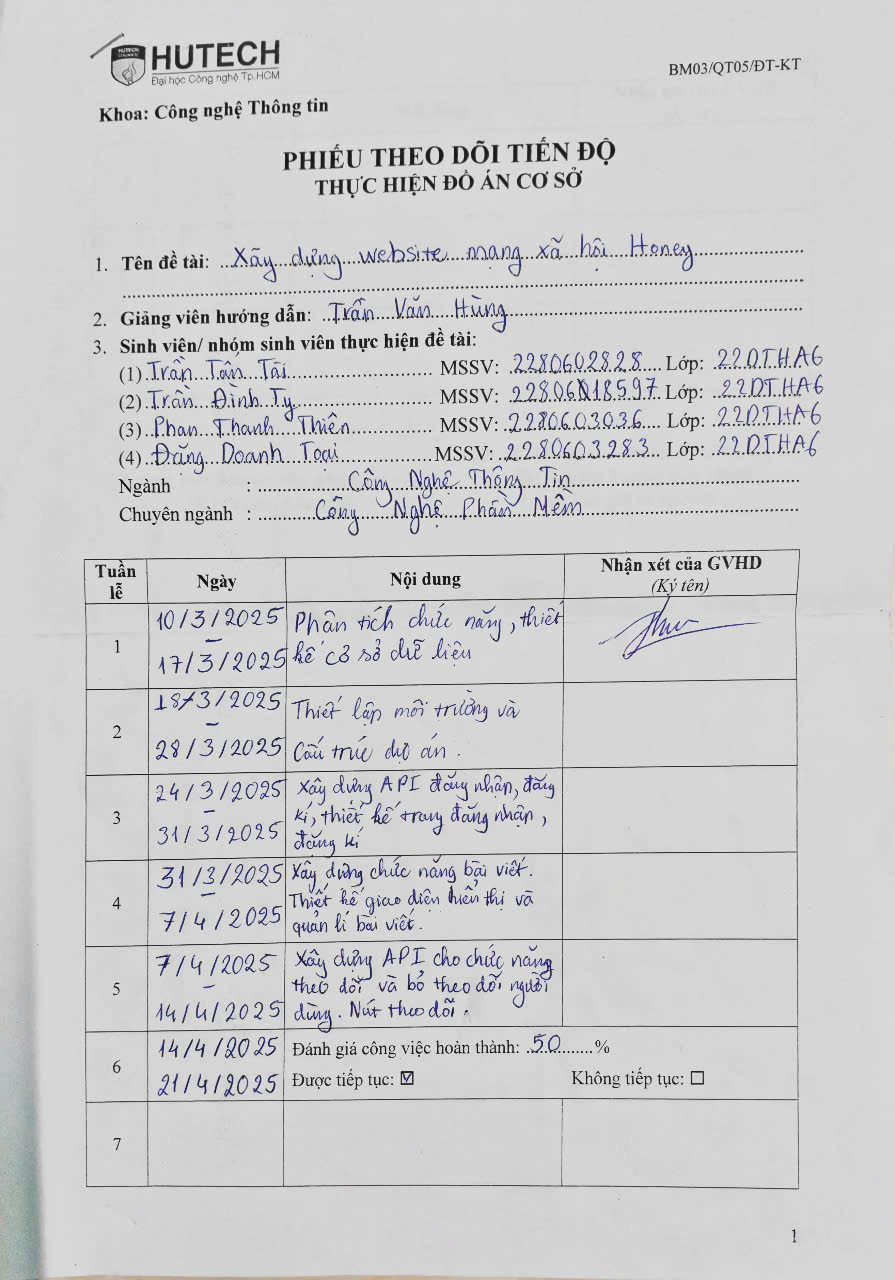 HUTECH
Đại học Công nghệ Tp.HCM
BM03/QT05/ĐT-KT
Khoa: Công nghệ Thông tin
PHIẾU THEO DÕI TIẾN ĐỘ
THỰC HIỆN ĐỒ ÁN CƠ SỞ
1. Tên đề tài: Xây dựng website mạng xã hội Honey
2. Giảng viên hướng dẫn: Trần Văn Hùng
3. Sinh viên/ nhóm sinh viên thực hiện đề tài:
(1) Trần Tấn Tài MSSV: 2280602828 Lớp: 22DTHA6
(2) Trần Đình Ty MSSV: 22806018597 Lớp: 22DTHA6
(3) Phan Thanh Thiên MSSV: 2280603036 Lớp: 22DTHA6
(4) Đặng Doanh Toại MSSV: 2280603283 Lớp: 22DTHA6
Ngành : Công Nghệ Thông Tin
Chuyên ngành : Công Nghệ Phần Mềm
Tuần lễ Ngày Nội dung Nhận xét của GVHD
(Ký tên)
1 10/3/2025 – 17/3/2025 Phân tích chức năng, thiết
kế cơ sở dữ liệu
2 18/3/2025 – 28/3/2025 Thiết lập môi trường và
Cấu trúc dự án.
3 24/3/2025 – 31/3/2025 Xây dựng API đăng nhận, đăng
kí, thiết kế trang đăng nhận,
đăng kí
4 31/3/2025 – 7/4/2025 Xây dựng chức năng bài viết.
Thiết kế giao diện hiển thị và
quản lí bài viết.
5 7/4/2025 – 14/4/2025 Xây dựng API cho chức năng
theo dõi và bỏ theo dõi người
dùng. Nút theo dõi.
6 14/4/2025 21/4/2025 Đánh giá công việc hoàn thành: 50 %
Được tiếp tục: ☑ Không tiếp tục: ☐
7
1